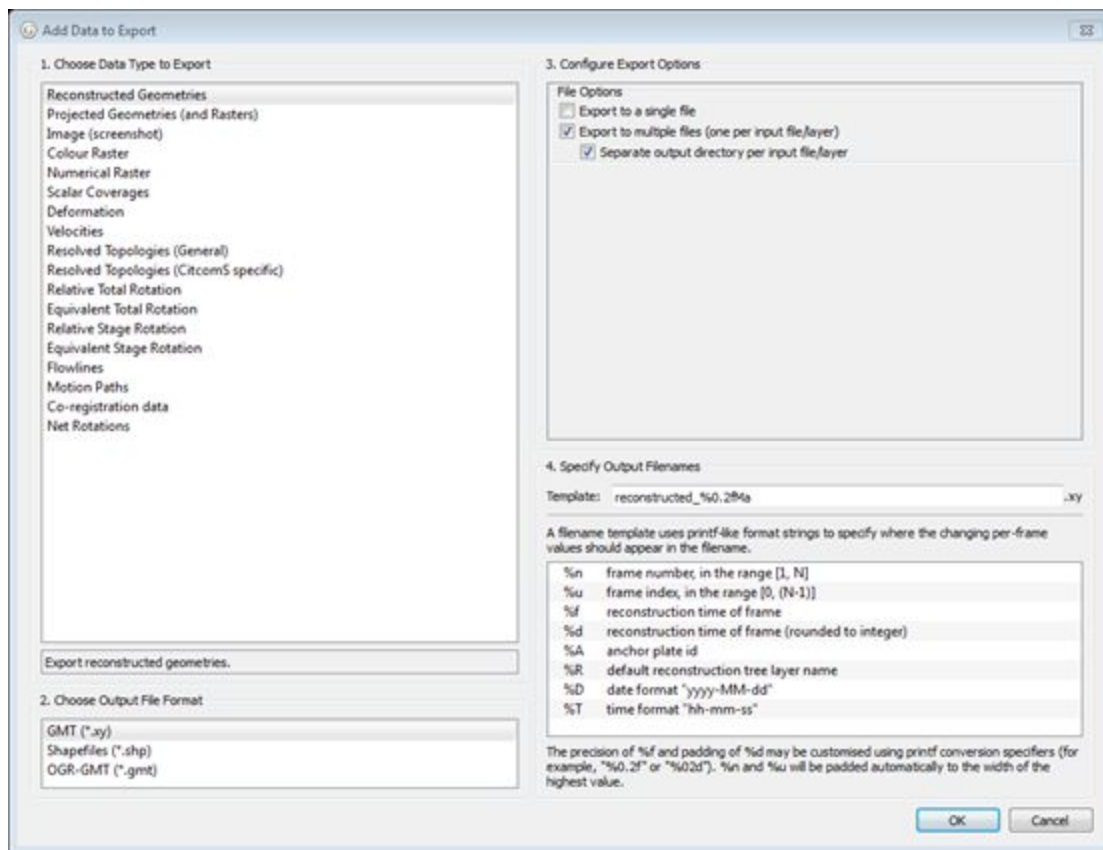 Add Data to Export
1. Choose Data Type to Export
Reconstructed Geometries
Projected Geometries (and Rasters)
Image (screenshot)
Colour Raster
Numerical Raster
Scalar Coverages
Deformation
Velocities
Resolved Topologies (General)
Resolved Topologies (CitcomS specific)
Relative Total Rotation
Equivalent Total Rotation
Relative Stage Rotation
Equivalent Stage Rotation
Flowlines
Motion Paths
Co-registration data
Net Rotations
Export reconstructed geometries.
2. Choose Output File Format
GMT (*.xy)
Shapefiles (*.shp)
OGR-GMT (*.gmt)
3. Configure Export Options
File Options
Export to a single file
Export to multiple files (one per input file/layer)
Separate output directory per input file/layer
4. Specify Output Filenames
Template: reconstructed_%0.2fMa .xy
A filename template uses printf-like format strings to specify where the changing per-frame
values should appear in the filename.
%n frame number, in the range [1, N]
%u frame index, in the range [0, (N-1)]
%f reconstruction time of frame
%d reconstruction time of frame (rounded to integer)
%A anchor plate id
%R default reconstruction tree layer name
%D date format "yyyy-MM-dd"
%T time format "hh-mm-ss"
The precision of %f and padding of %d may be customised using printf conversion specifiers (for
example, "%0.2f" or "%02d"). %n and %u will be padded automatically to the width of the
highest value.
OK Cancel